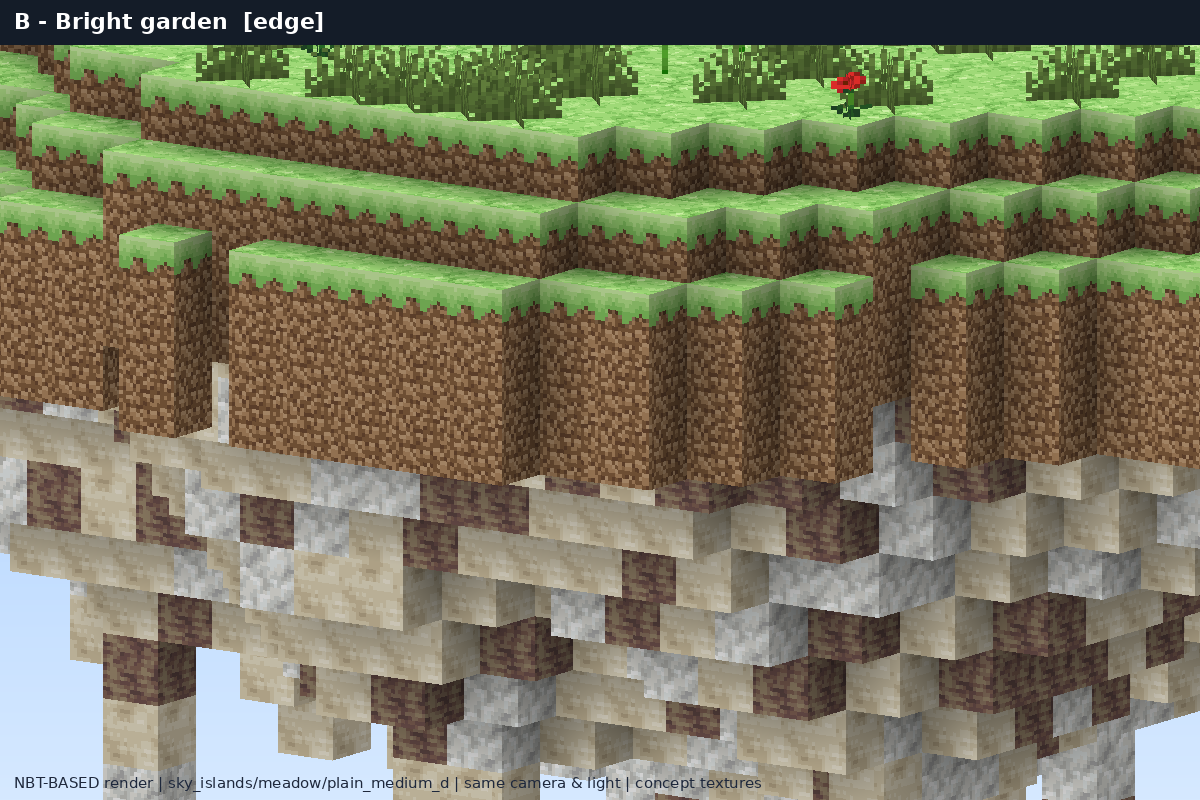 B - Bright garden [edge]
NBT-BASED render | sky_islands/meadow/plain_medium_d | same camera & light | concept textures